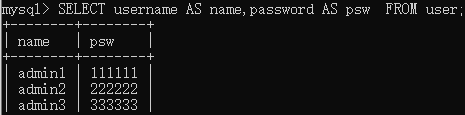 mysql> SELECT username AS name,password AS psw  FROM user;
+--------+--------+
| name   | psw    |
+--------+--------+
| admin1 | 111111 |
| admin2 | 222222 |
| admin3 | 333333 |